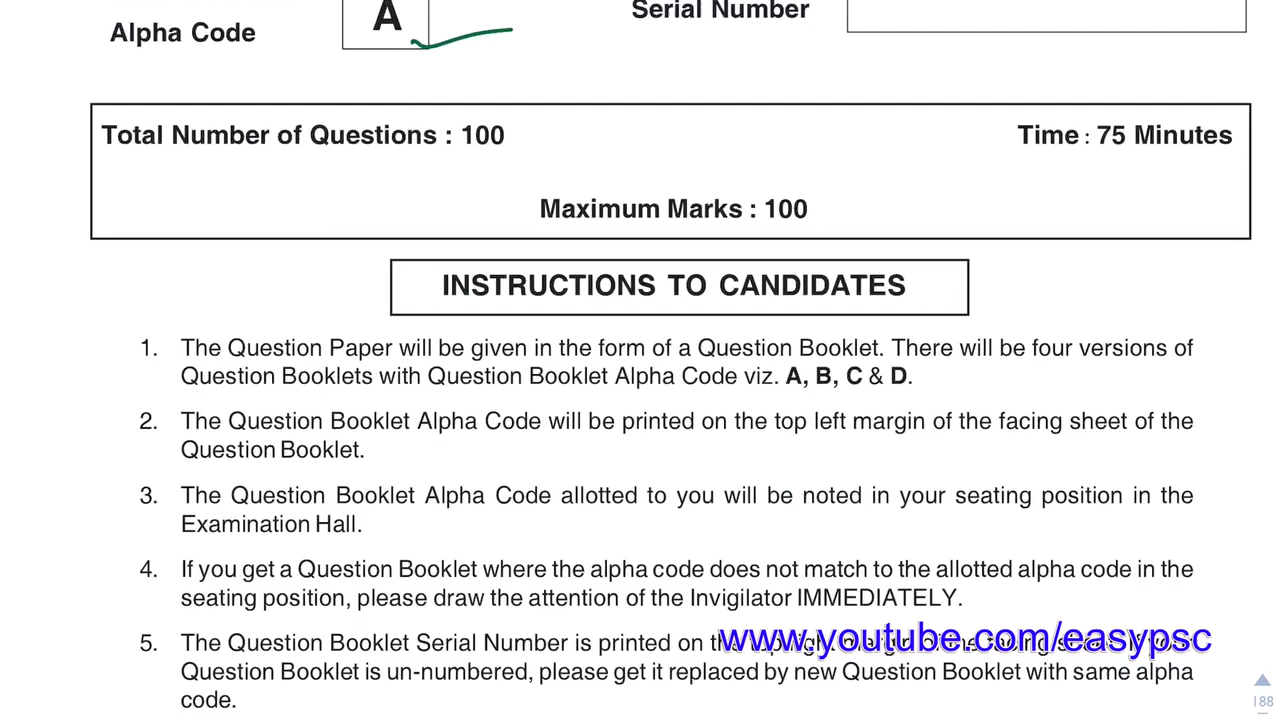 Alpha Code
A
Serial Number
Total Number of Questions : 100
Time : 75 Minutes
Maximum Marks : 100
INSTRUCTIONS TO CANDIDATES
1. The Question Paper will be given in the form of a Question Booklet. There will be four versions of
Question Booklets with Question Booklet Alpha Code viz. A, B, C & D.
2. The Question Booklet Alpha Code will be printed on the top left margin of the facing sheet of the
Question Booklet.
3. The Question Booklet Alpha Code allotted to you will be noted in your seating position in the
Examination Hall.
4. If you get a Question Booklet where the alpha code does not match to the allotted alpha code in the
seating position, please draw the attention of the Invigilator IMMEDIATELY.
5. The Question Booklet Serial Number is printed on
www.youtube.com/easypsc
Question Booklet is un-numbered, please get it replaced by new Question Booklet with same alpha
code.
188